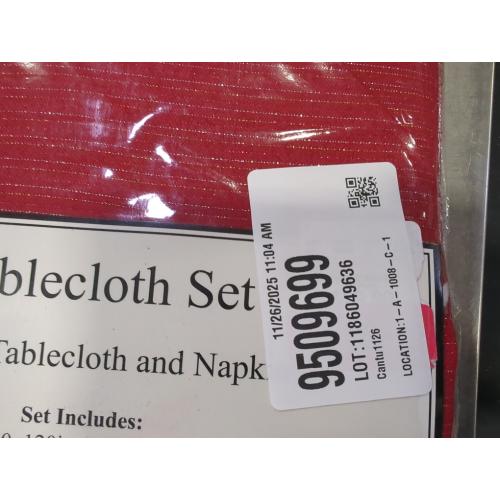 blecloth Set
Tablecloth and Napk
Set Includes:
11/26/2025 11:04 AM
9509699
LOT:1186049636
Cantu1126
LOCATION:1-A-1008-C-1